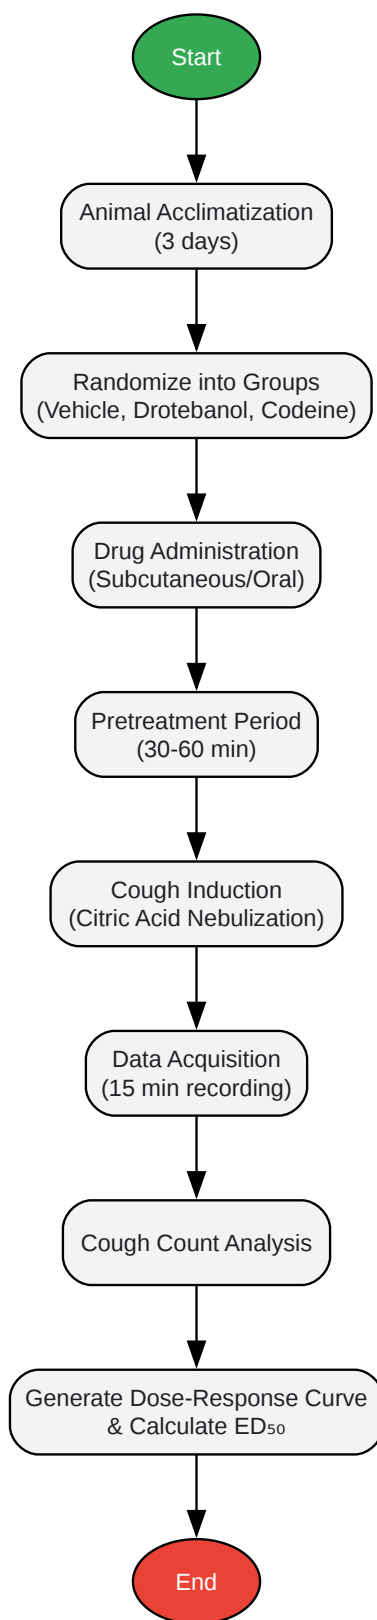 Start
Animal Acclimatization
(3 days)
Randomize into Groups
(Vehicle, Drotebanol, Codeine)
Drug Administration
(Subcutaneous/Oral)
Pretreatment Period
(30-60 min)
Cough Induction
(Citric Acid Nebulization)
Data Acquisition
(15 min recording)
Cough Count Analysis
Generate Dose-Response Curve
& Calculate ED₅₀
End